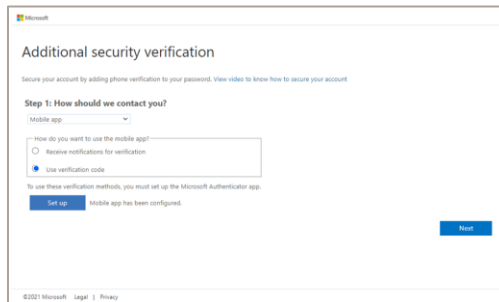 Microsoft
Additional security verification
Secure your account by adding phone verification to your password. View video to know how to secure your account
Step 1: How should we contact you?
Mobile app
How do you want to use the mobile app?
Receive notifications for verification
Use verification code
To use these verification methods, you must set up the Microsoft Authenticator app.
Set up Mobile app has been configured.
Next
©2021 Microsoft Legal | Privacy